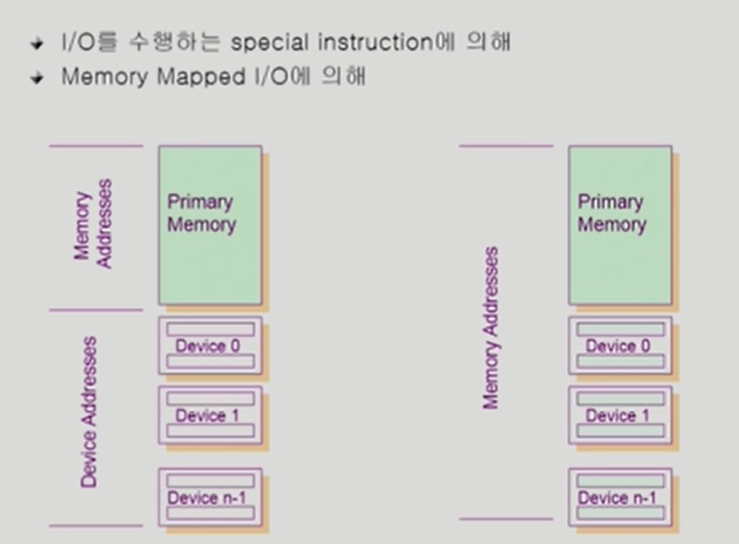 I/O를 수행하는 special instruction에 의해
Memory Mapped I/O에 의해
Memory
Addresses
Primary
Memory
Device Addresses
Device 0
Device 1
Device n-1
Memory Addresses
Primary
Memory
Device 0
Device 1
Device n-1